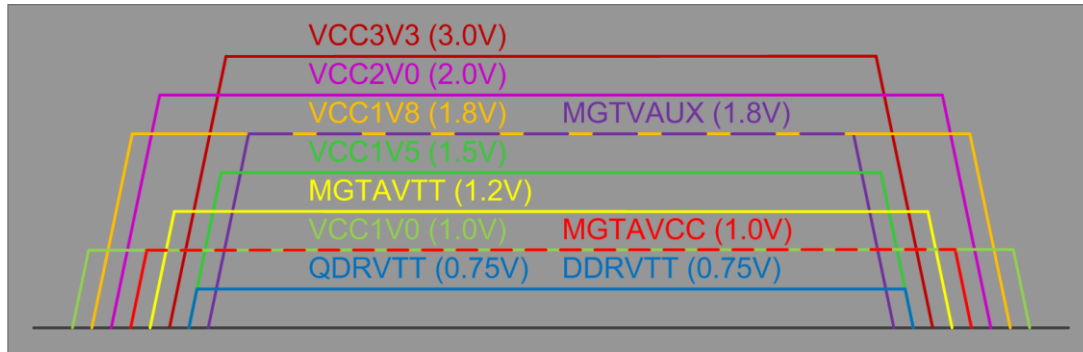 VCC3V3 (3.0V)
VCC2V0 (2.0V)
VCC1V8 (1.8V) MGTVAUX (1.8V)
VCC1V5 (1.5V)
MGTAVTT (1.2V)
VCC1V0 (1.0V) MGTAVCC (1.0V)
QDRVTT (0.75V) DDRVTT (0.75V)